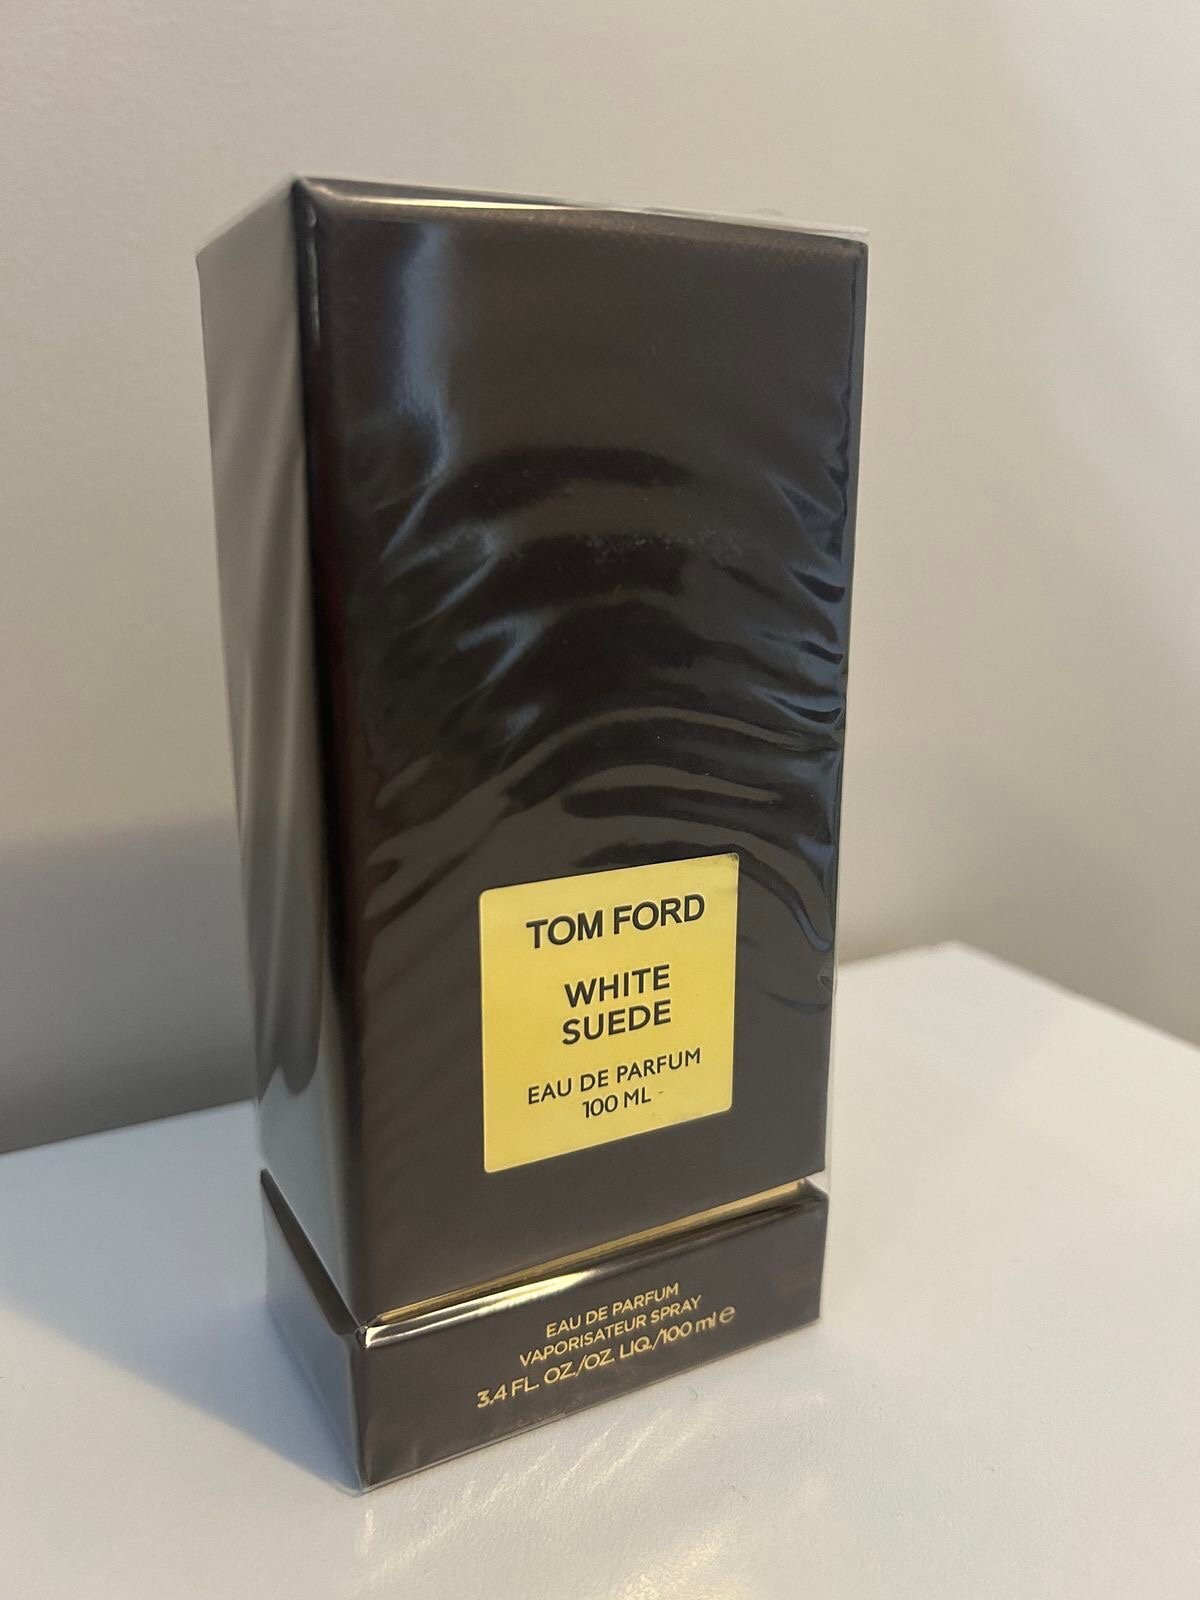 TOM FORD
WHITE
SUEDE
EAU DE PARFUM
100 ML
EAU DE PARFUM
VAPORISATEUR SPRAY
3.4 FL. OZ./OZ. LIQ./100 ml ℮